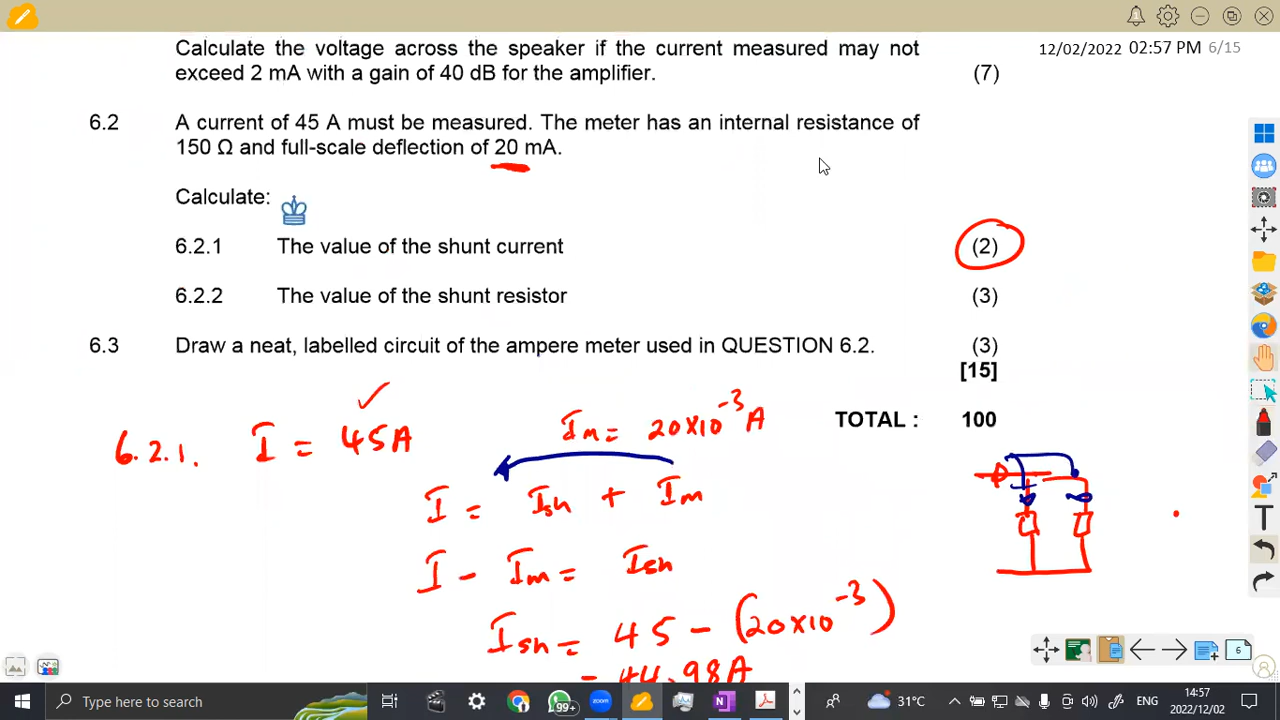 Calculate the voltage across the speaker if the current measured may not
exceed 2 mA with a gain of 40 dB for the amplifier. (7)
12/02/2022 02:57 PM 6/15
6.2 A current of 45 A must be measured. The meter has an internal resistance of
150 Ω and full-scale deflection of 20 mA.
Calculate:
6.2.1 The value of the shunt current (2)
6.2.2 The value of the shunt resistor (3)
6.3 Draw a neat, labelled circuit of the ampere meter used in QUESTION 6.2. (3)
[15]
TOTAL : 100
6.2.1. I = 45A ✓
Im = 20×10⁻³A
I = Ish + Im
I - Im = Ish
Ish = 45 - (20×10⁻³)
= 44.98A
6
99+
Type here to search
31°C
14:57
2022/12/02